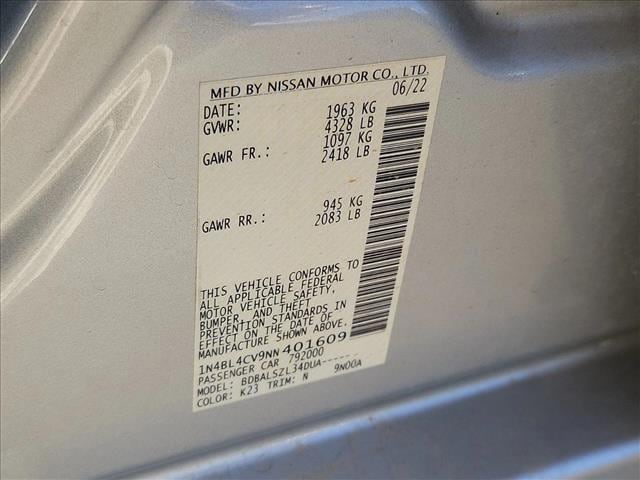 MFD BY NISSAN MOTOR CO., LTD.
DATE: 06/22
GVWR: 1963 KG
4328 LB
GAWR FR.: 1097 KG
2418 LB
GAWR RR.: 945 KG
2083 LB
THIS VEHICLE CONFORMS TO
ALL APPLICABLE FEDERAL
MOTOR VEHICLE SAFETY,
BUMPER, AND THEFT
PREVENTION STANDARDS IN
EFFECT ON THE DATE OF
MANUFACTURE SHOWN ABOVE.
1N4BL4CV9NN401609
PASSENGER CAR 792000
MODEL: BDBALSZL34DUA-----
COLOR: K23 TRIM: N 9N00A